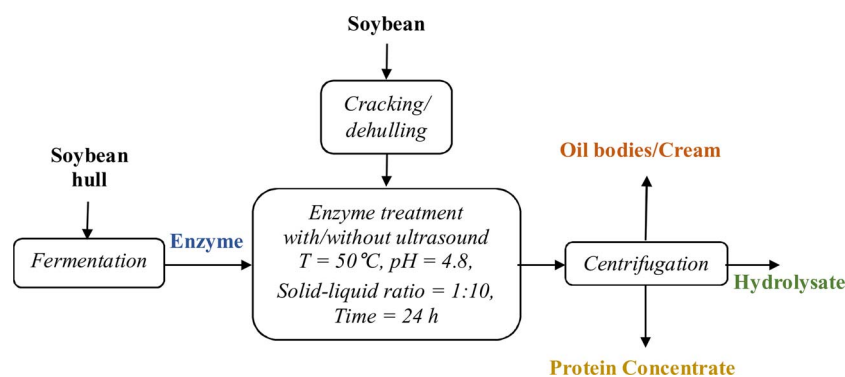 Soybean
Cracking/
dehulling
Soybean
hull
Fermentation
Enzyme
Enzyme treatment
with/without ultrasound
T = 50℃, pH = 4.8,
Solid-liquid ratio = 1:10,
Time = 24 h
Oil bodies/Cream
Centrifugation
Hydrolysate
Protein Concentrate